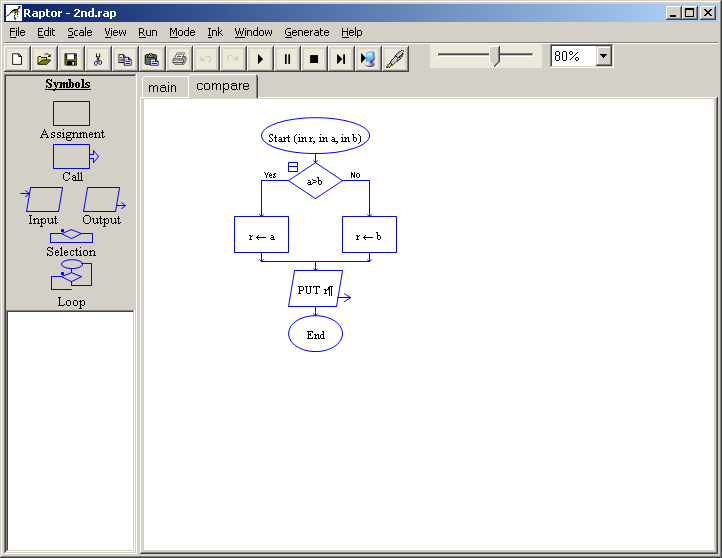 Raptor - 2nd.rap
File Edit Scale View Run Mode Ink Window Generate Help
80%
Symbols
Assignment
Call
Input Output
Selection
Loop
main compare
Start (in r, in a, in b)
Yes a>b No
r ← a r ← b
PUT r¶
End